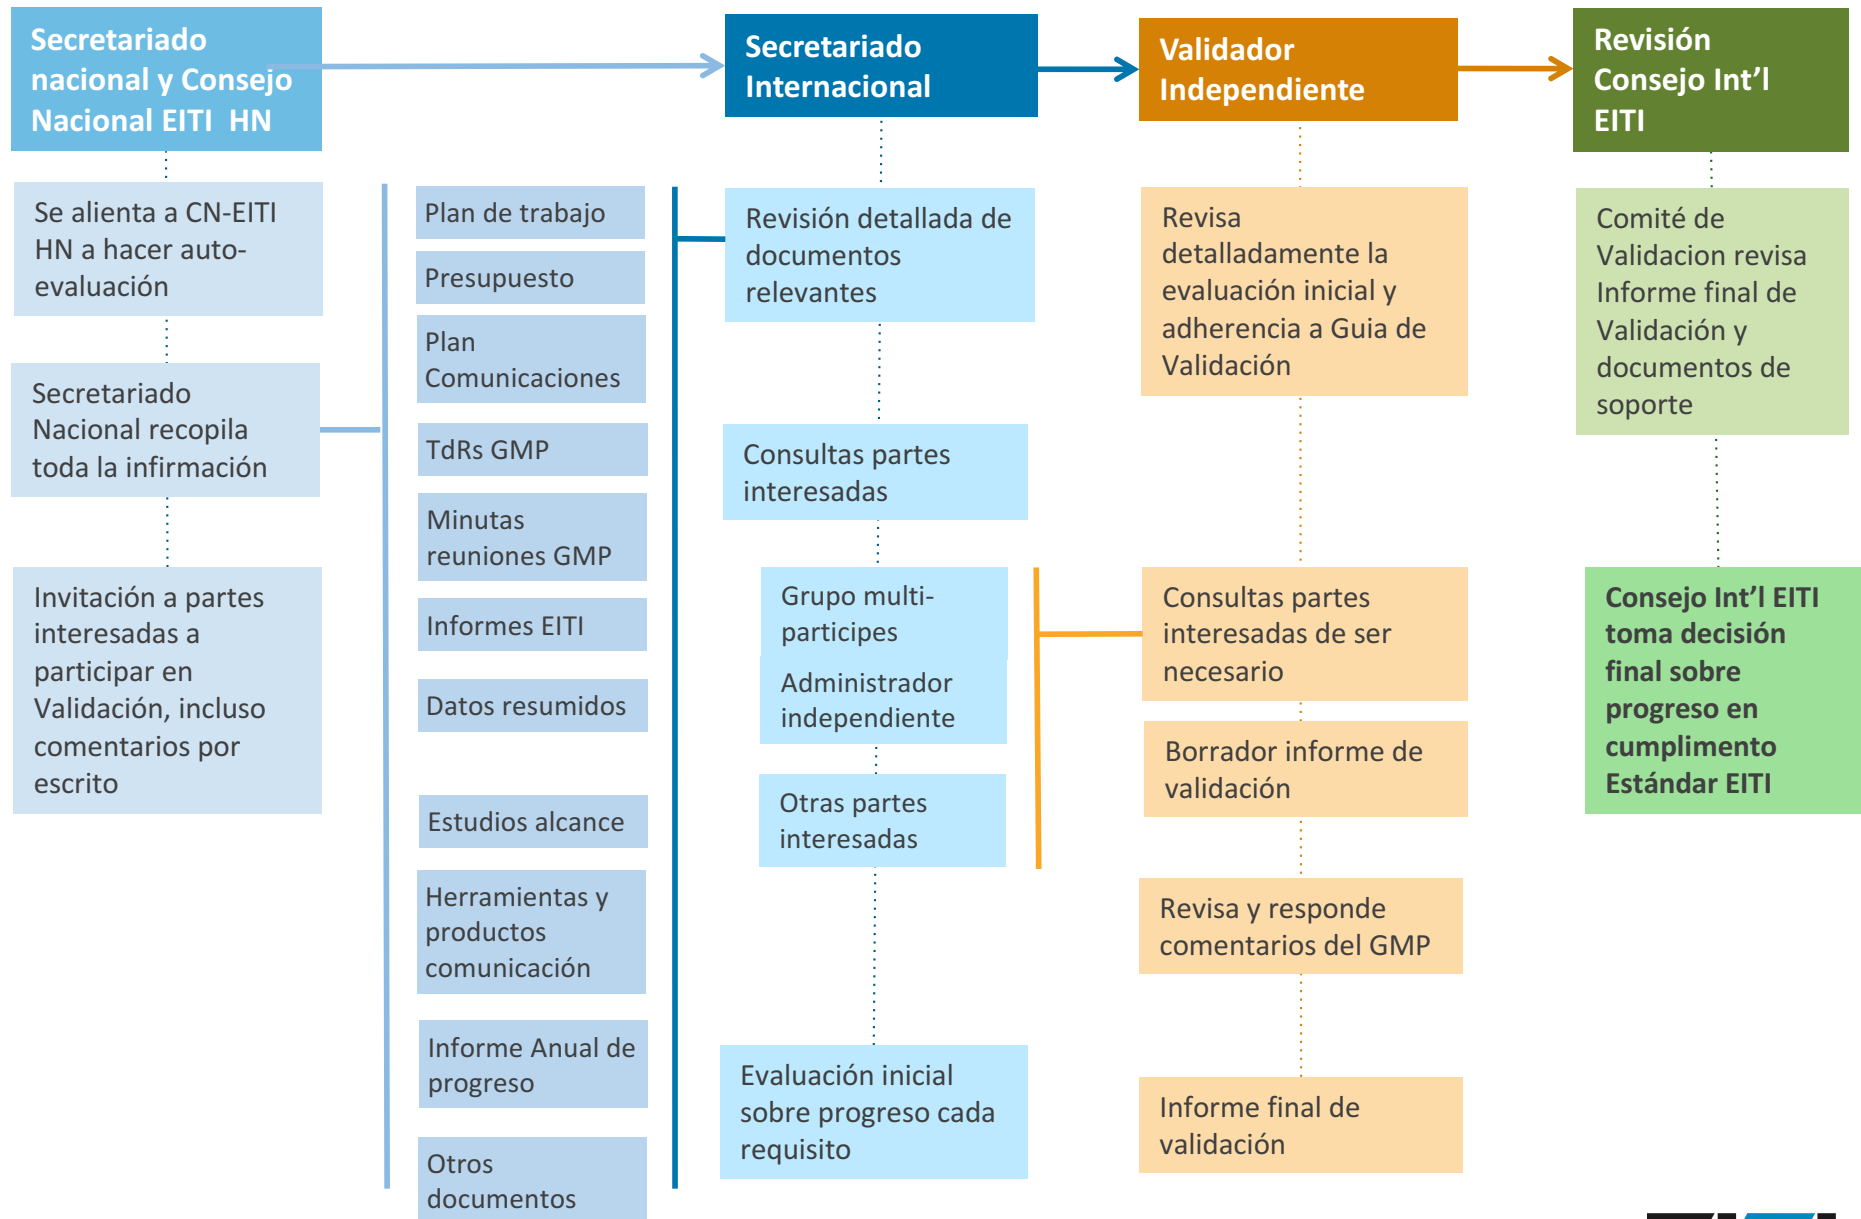 Secretariado
nacional y Consejo
Nacional EITI HN
Secretariado
Internacional
Validador
Independiente
Revisión
Consejo Int'l
EITI
Se alienta a CN-EITI
HN a hacer auto-
evaluación
Secretariado
Nacional recopila
toda la infirmación
Invitación a partes
interesadas a
participar en
Validación, incluso
comentarios por
escrito
Plan de trabajo
Presupuesto
Plan
Comunicaciones
TdRs GMP
Minutas
reuniones GMP
Informes EITI
Datos resumidos
Estudios alcance
Herramientas y
productos
comunicación
Informe Anual de
progreso
Otros
documentos
Revisión detallada de
documentos
relevantes
Consultas partes
interesadas
Grupo multi-
participes
Administrador
independiente
Otras partes
interesadas
Evaluación inicial
sobre progreso cada
requisito
Revisa
detalladamente la
evaluación inicial y
adherencia a Guia de
Validación
Consultas partes
interesadas de ser
necesario
Borrador informe de
validación
Revisa y responde
comentarios del GMP
Informe final de
validación
Comité de
Validacion revisa
Informe final de
Validación y
documentos de
soporte
Consejo Int'l EITI
toma decisión
final sobre
progreso en
cumplimento
Estándar EITI